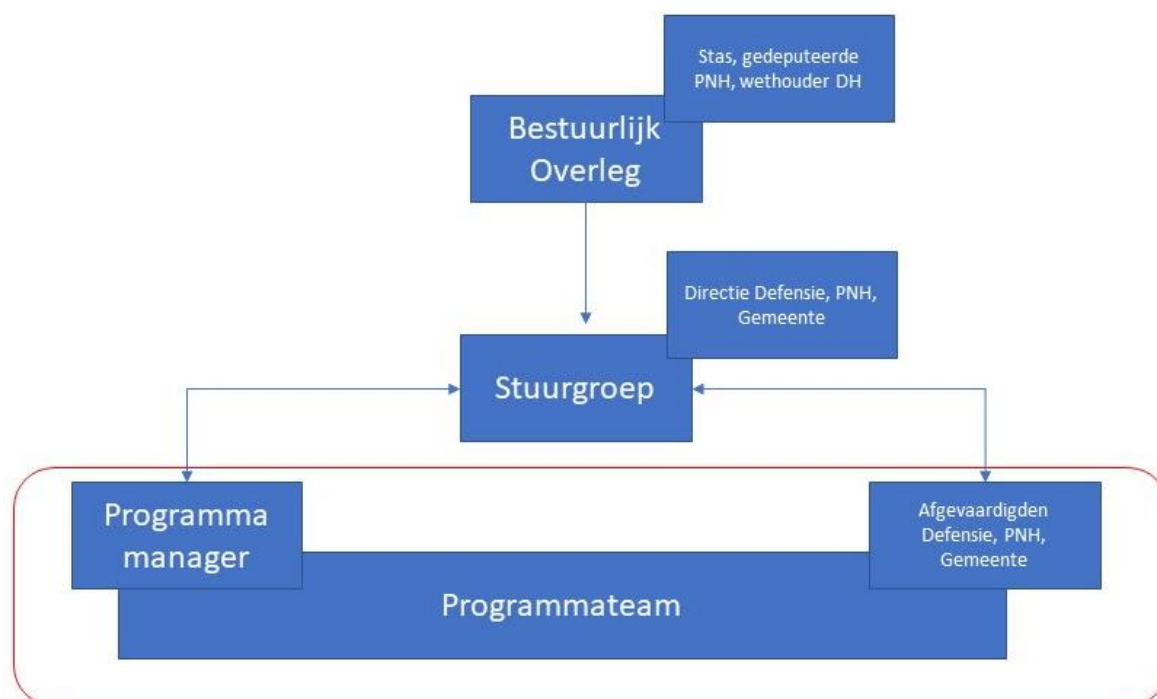 Stas, gedeputeerde
PNH, wethouder DH
Bestuurlijk
Overleg
Directie Defensie, PNH,
Gemeente
Stuurgroep
Programma
manager
Afgevaardigden
Defensie, PNH,
Gemeente
Programmateam